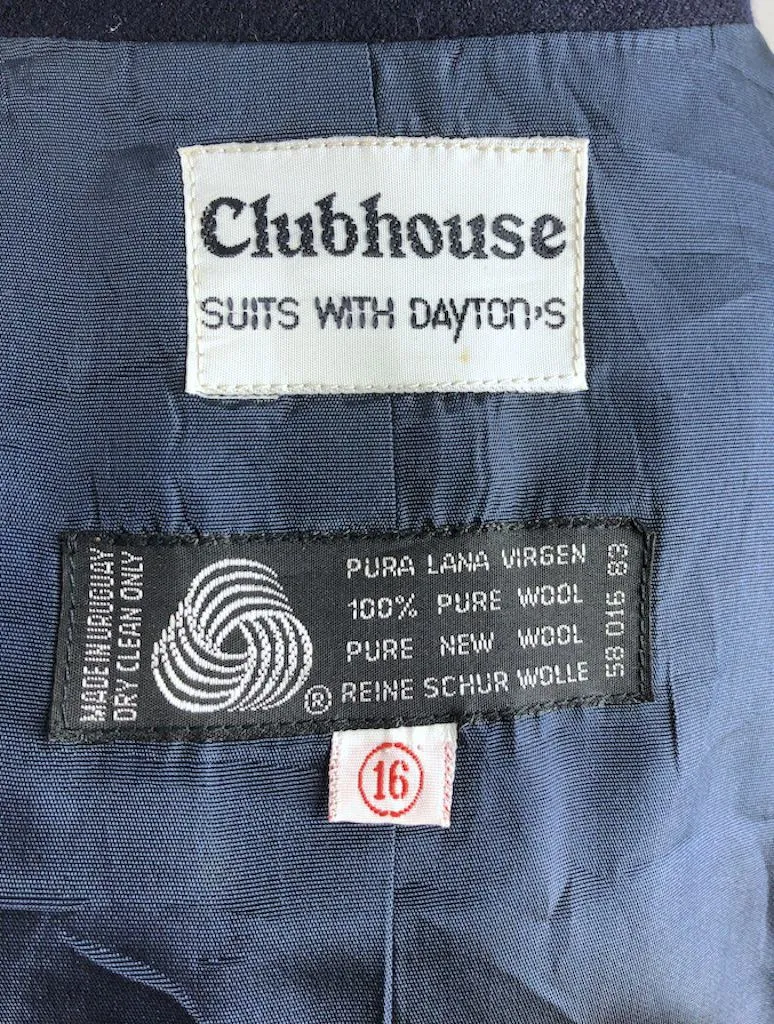 Clubhouse
SUITS WITH DAYTON'S
MADE IN URUGUAY
DRY CLEAN ONLY
PURA LANA VIRGEN
100% PURE WOOL
PURE NEW WOOL
® REINE SCHUR WOLLE
58 016 83
16